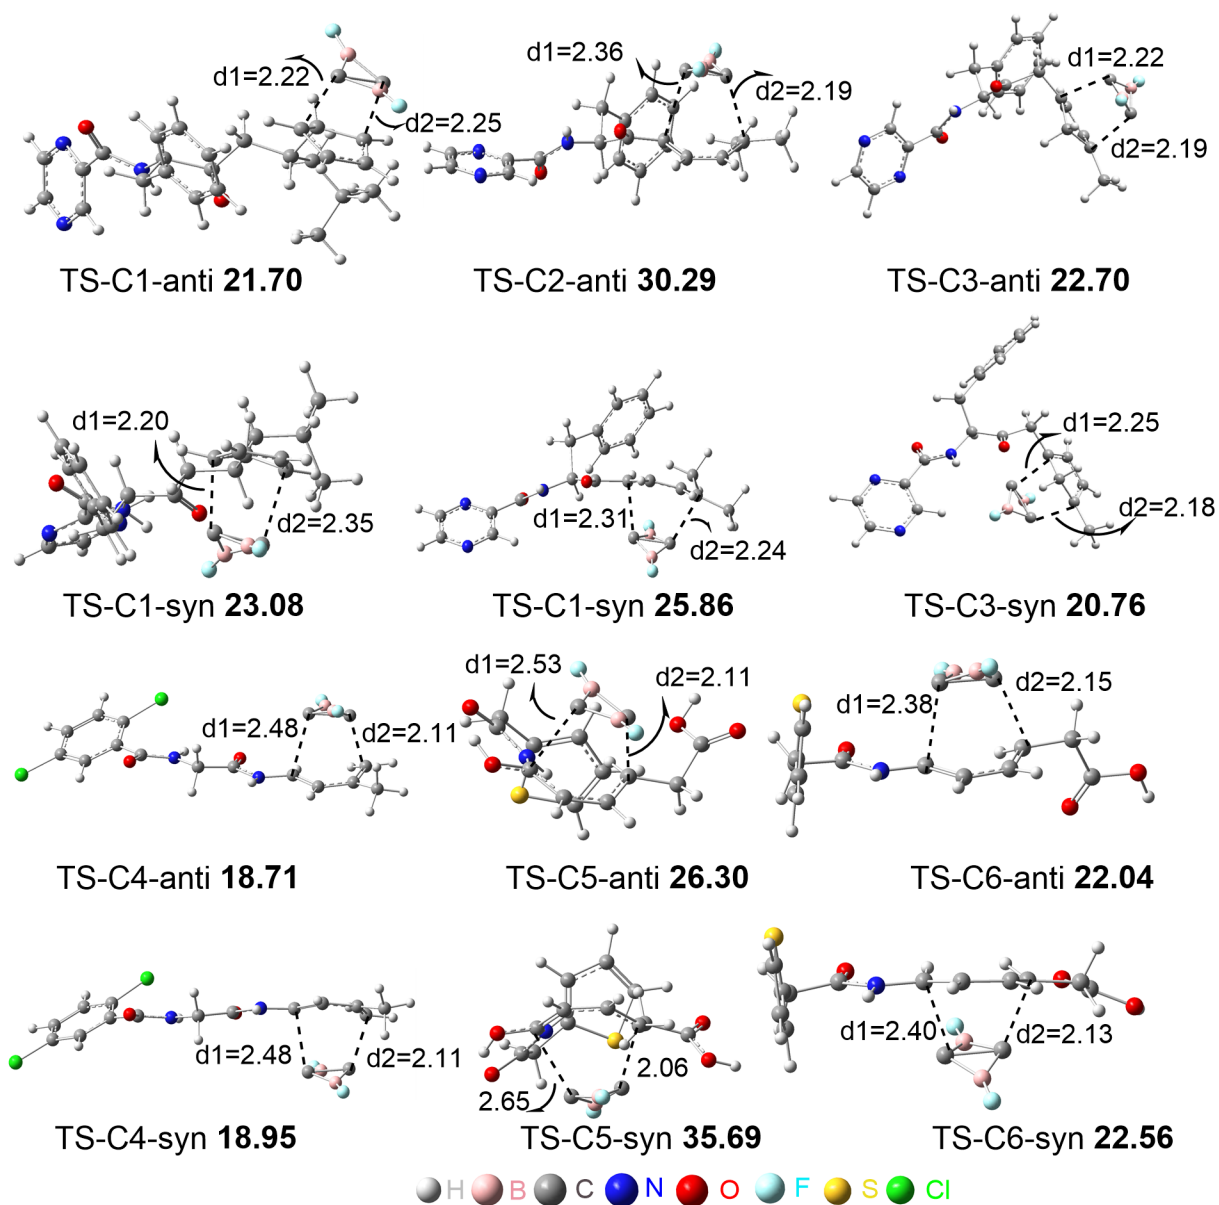 d1=2.22
d2=2.25
TS-C1-anti 21.70
d1=2.36
d2=2.19
TS-C2-anti 30.29
d1=2.22
d2=2.19
TS-C3-anti 22.70
d1=2.20
d2=2.35
TS-C1-syn 23.08
d1=2.31
d2=2.24
TS-C1-syn 25.86
d1=2.25
d2=2.18
TS-C3-syn 20.76
d1=2.48
d2=2.11
TS-C4-anti 18.71
d1=2.53
d2=2.11
TS-C5-anti 26.30
d1=2.38
d2=2.15
TS-C6-anti 22.04
d1=2.48
d2=2.11
TS-C4-syn 18.95
2.65
2.06
TS-C5-syn 35.69
d1=2.40
d2=2.13
TS-C6-syn 22.56
H B C N O F S Cl